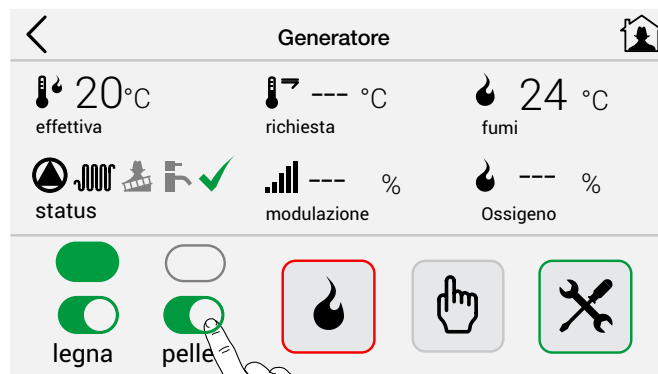 Generatore
20°C --- °C 24 °C
effettiva richiesta fumi
--- % --- %
status modulazione Ossigeno
legna pelle